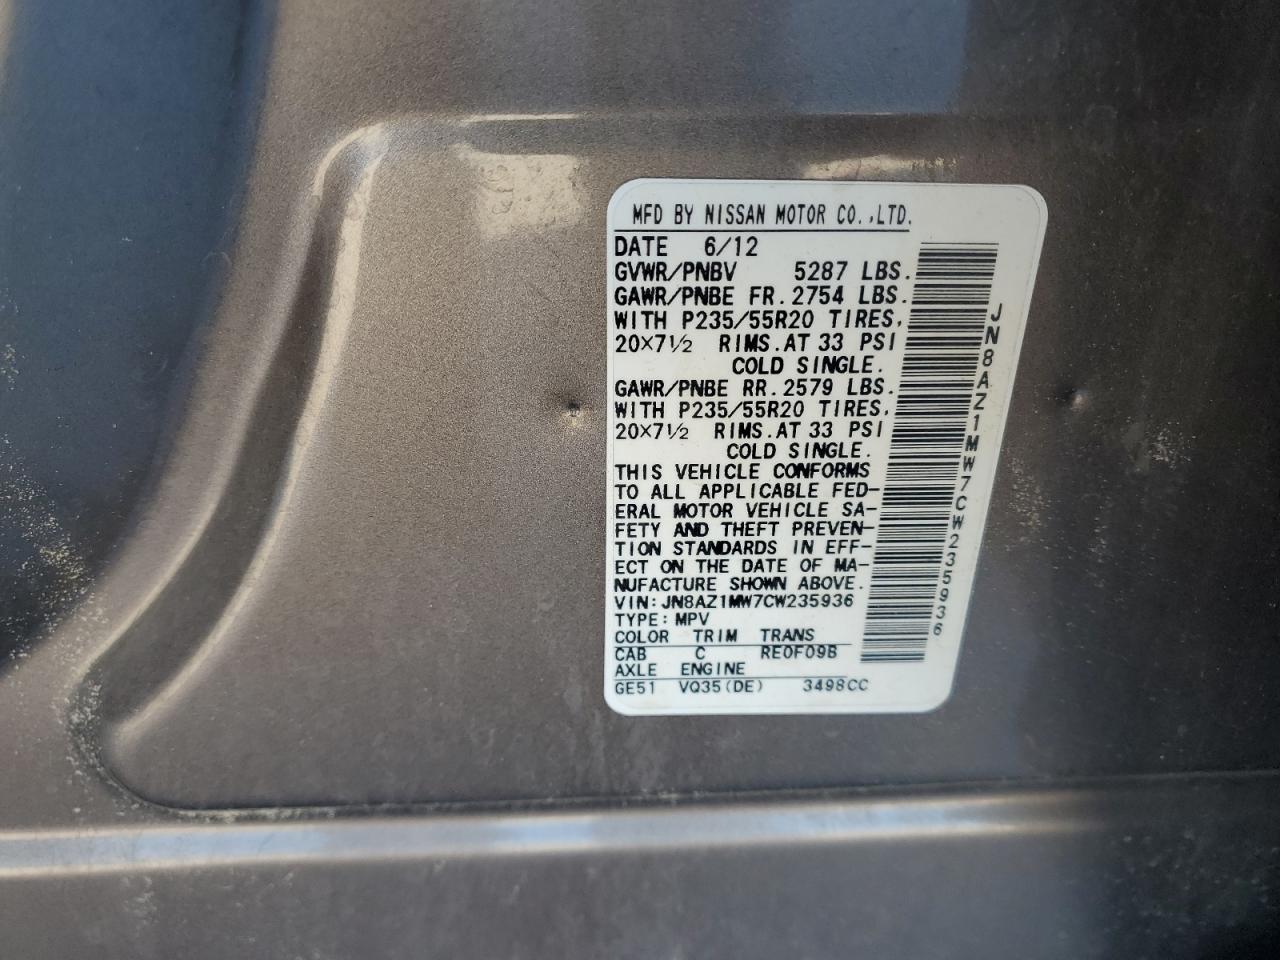 MFD BY NISSAN MOTOR CO.,LTD.
DATE 6/12
GVWR/PNBV 5287 LBS.
GAWR/PNBE FR. 2754 LBS.
WITH P235/55R20 TIRES,
20×7½ RIMS. AT 33 PSI
COLD SINGLE.
GAWR/PNBE RR. 2579 LBS.
WITH P235/55R20 TIRES,
20×7½ RIMS. AT 33 PSI
COLD SINGLE.
THIS VEHICLE CONFORMS
TO ALL APPLICABLE FED-
ERAL MOTOR VEHICLE SA-
FETY AND THEFT PREVEN-
TION STANDARDS IN EFF-
ECT ON THE DATE OF MA-
NUFACTURE SHOWN ABOVE.
VIN: JN8AZ1MW7CW235936
TYPE: MPV
COLOR TRIM TRANS
CAB C RE0F09B
AXLE ENGINE
GE51 VQ35(DE) 3498CC
JN8AZ1MW7CW235936